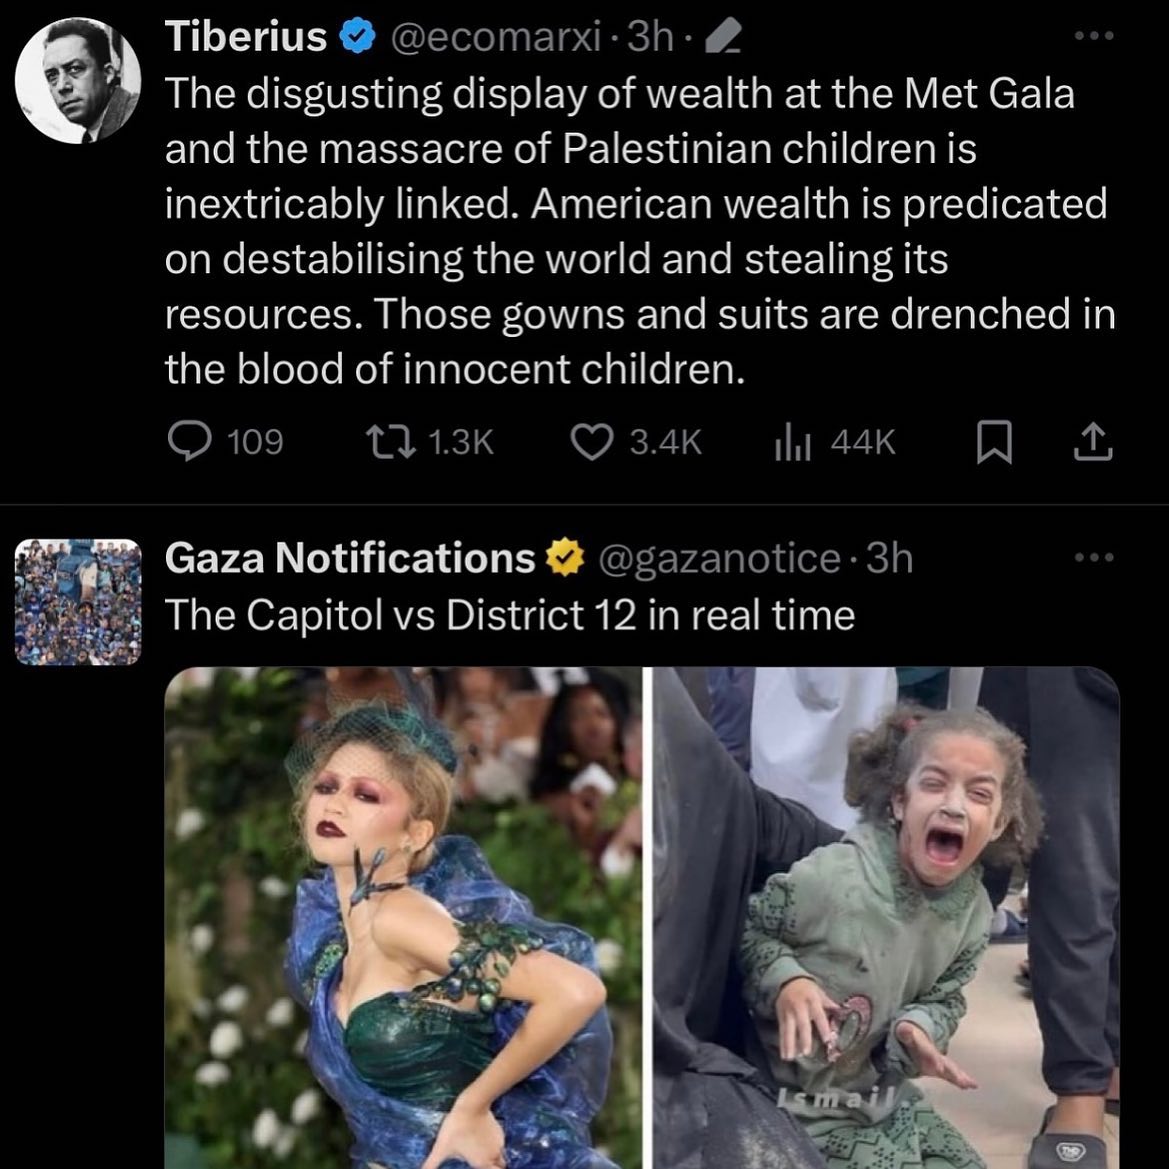 Tiberius @ecomarxi · 3h ·
The disgusting display of wealth at the Met Gala
and the massacre of Palestinian children is
inextricably linked. American wealth is predicated
on destabilising the world and stealing its
resources. Those gowns and suits are drenched in
the blood of innocent children.
109 1.3K 3.4K 44K
Gaza Notifications @gazanotice · 3h
The Capitol vs District 12 in real time
Ismail.